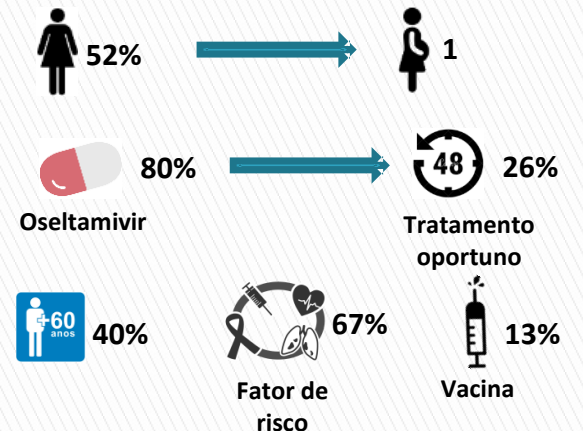 52%
1
Oseltamivir
80%
48
26%
Tratamento
oportuno
+60
anos
40%
67%
Fator de
risco
13%
Vacina